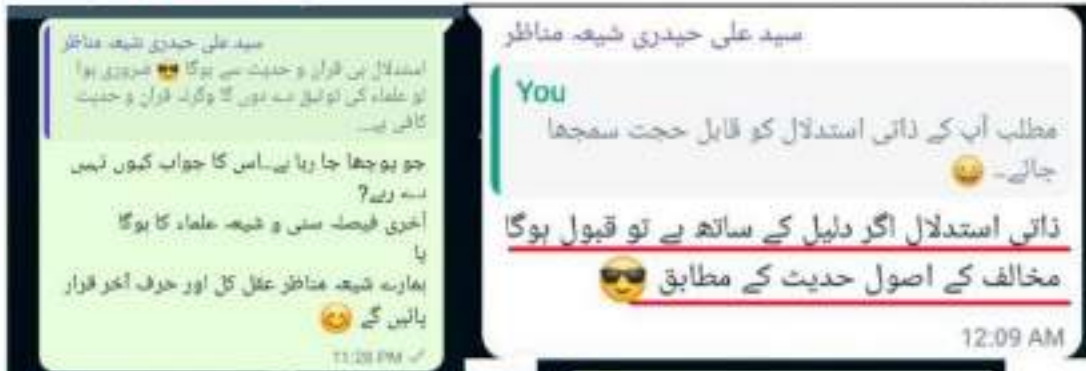 سید علی حیدری شیعہ مناظر
استدلال ہی قرآن و حدیث سے ہوگا 😎 ضروری ہوا
تو علماء کی توثیق دے دوں گا وگرنہ قرآن و حدیث
کافی ہے...
جو پوچھا جا رہا ہے...اس کا جواب کیوں نہیں
دے رہے?
آخری فیصلہ سنی و شیعہ علماء کا ہوگا
یا
ہمارے شیعہ مناظر عقل کل اور حرف آخر قرار
پائیں گے 😊
11:28 PM ✓
سید علی حیدری شیعہ مناظر
You
مطلب آپ کے ذاتی استدلال کو قابل حجت سمجھا
جائے۔۔ 😀
ذاتی استدلال اگر دلیل کے ساتھ ہے تو قبول ہوگا
مخالف کے اصول حدیث کے مطابق 😎
12:09 AM